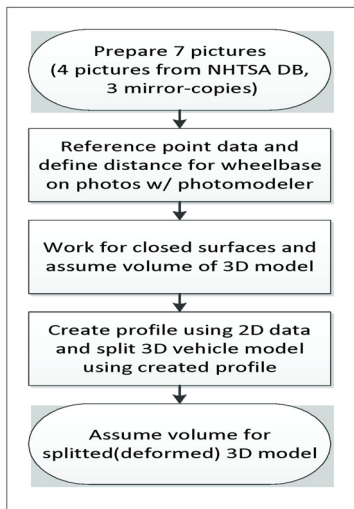 Prepare 7 pictures
(4 pictures from NHTSA DB,
3 mirror-copies)
Reference point data and
define distance for wheelbase
on photos w/ photomodeler
Work for closed surfaces and
assume volume of 3D model
Create profile using 2D data
and split 3D vehicle model
using created profile
Assume volume for
splitted(deformed) 3D model